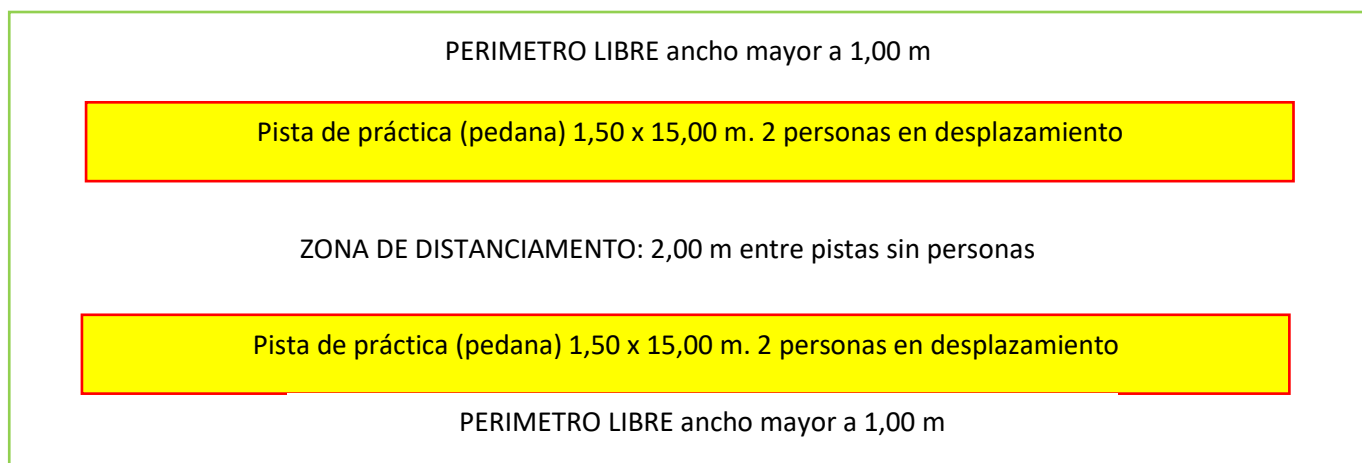 PERIMETRO LIBRE ancho mayor a 1,00 m
Pista de práctica (pedana) 1,50 x 15,00 m. 2 personas en desplazamiento
ZONA DE DISTANCIAMENTO: 2,00 m entre pistas sin personas
Pista de práctica (pedana) 1,50 x 15,00 m. 2 personas en desplazamiento
PERIMETRO LIBRE ancho mayor a 1,00 m